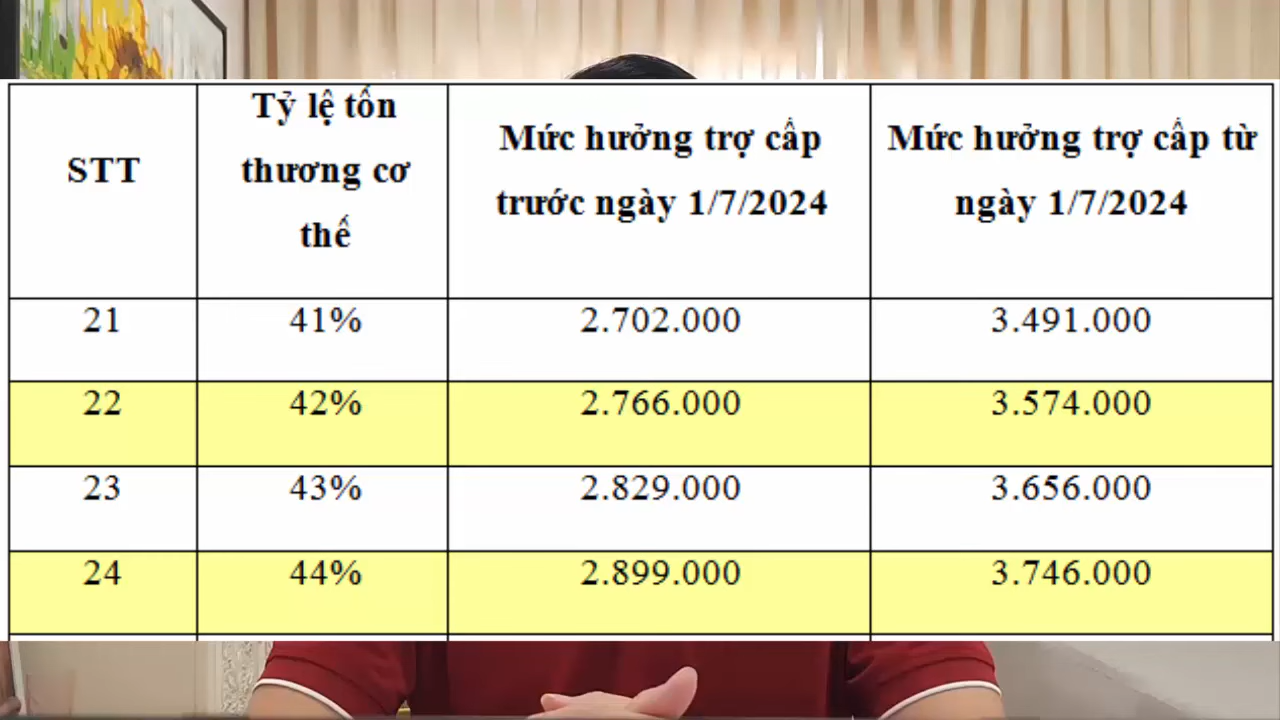 STT
Tỷ lệ tổn
thương cơ
thế
Mức hưởng trợ cấp
trước ngày 1/7/2024
Mức hưởng trợ cấp từ
ngày 1/7/2024
21
41%
2.702.000
3.491.000
22
42%
2.766.000
3.574.000
23
43%
2.829.000
3.656.000
24
44%
2.899.000
3.746.000